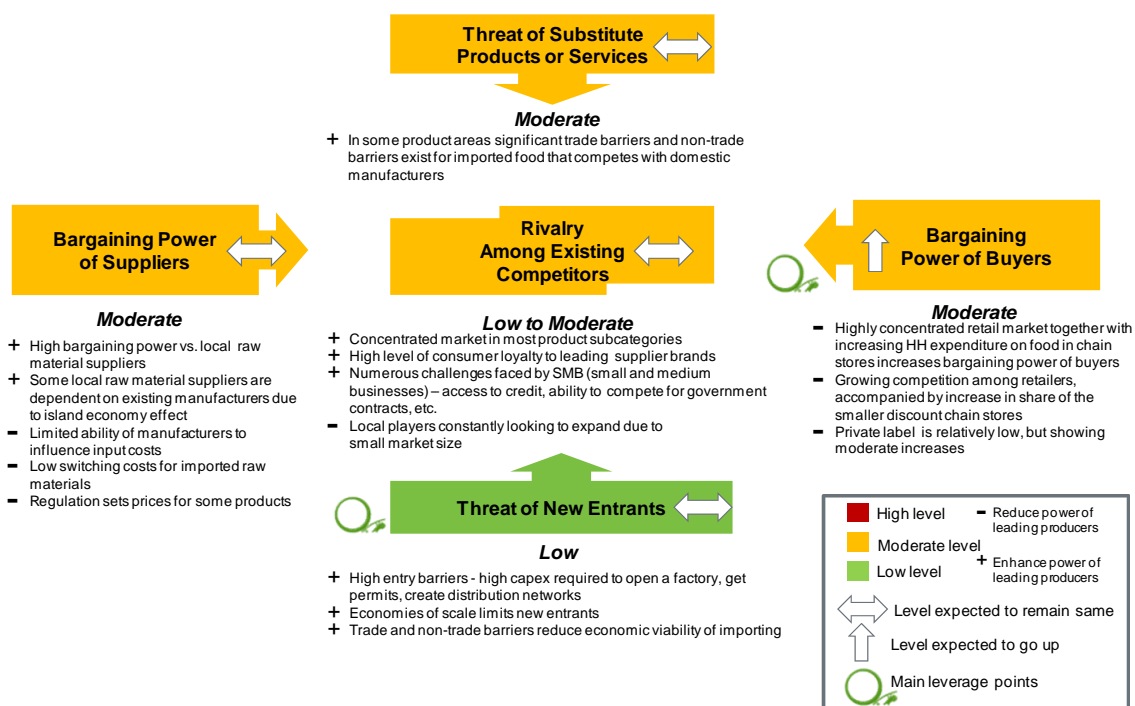 Threat of Substitute
Products or Services
Moderate
+ In some product areas significant trade barriers and non-trade
barriers exist for imported food that competes with domestic
manufacturers
Bargaining Power
of Suppliers
Moderate
+ High bargaining power vs. local raw
material suppliers
+ Some local raw material suppliers are
dependent on existing manufacturers due
to island economy effect
- Limited ability of manufacturers to
influence input costs
- Low switching costs for imported raw
materials
- Regulation sets prices for some products
Rivalry
Among Existing
Competitors
Low to Moderate
+ Concentrated market in most product subcategories
+ High level of consumer loyalty to leading supplier brands
+ Numerous challenges faced by SMB (small and medium
businesses) – access to credit, ability to compete for government
contracts, etc.
- Local players constantly looking to expand due to
small market size
Bargaining
Power of Buyers
Moderate
- Highly concentrated retail market together with
increasing HH expenditure on food in chain
stores increases bargaining power of buyers
- Growing competition among retailers,
accompanied by increase in share of the
smaller discount chain stores
- Private label is relatively low, but showing
moderate increases
Threat of New Entrants
Low
+ High entry barriers - high capex required to open a factory, get
permits, create distribution networks
+ Economies of scale limits new entrants
+ Trade and non-trade barriers reduce economic viability of importing
High level
Moderate level
Low level
- Reduce power of
leading producers
+ Enhance power of
leading producers
Level expected to remain same
Level expected to go up
Main leverage points